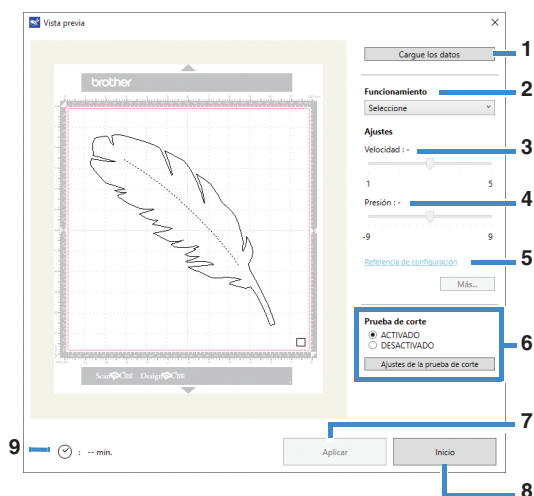 Vista previa
Cargue los datos
1
brother
Funcionamiento
2
Seleccione
Ajustes
Velocidad : -
3
1
5
Presión : -
4
-9
9
Referencia de configuración
5
Más...
Prueba de corte
ACTIVADO
6
DESACTIVADO
Ajustes de la prueba de corte
ScanNCut DesignNCut
7
9
: -- mín.
Aplicar
Inicio
8